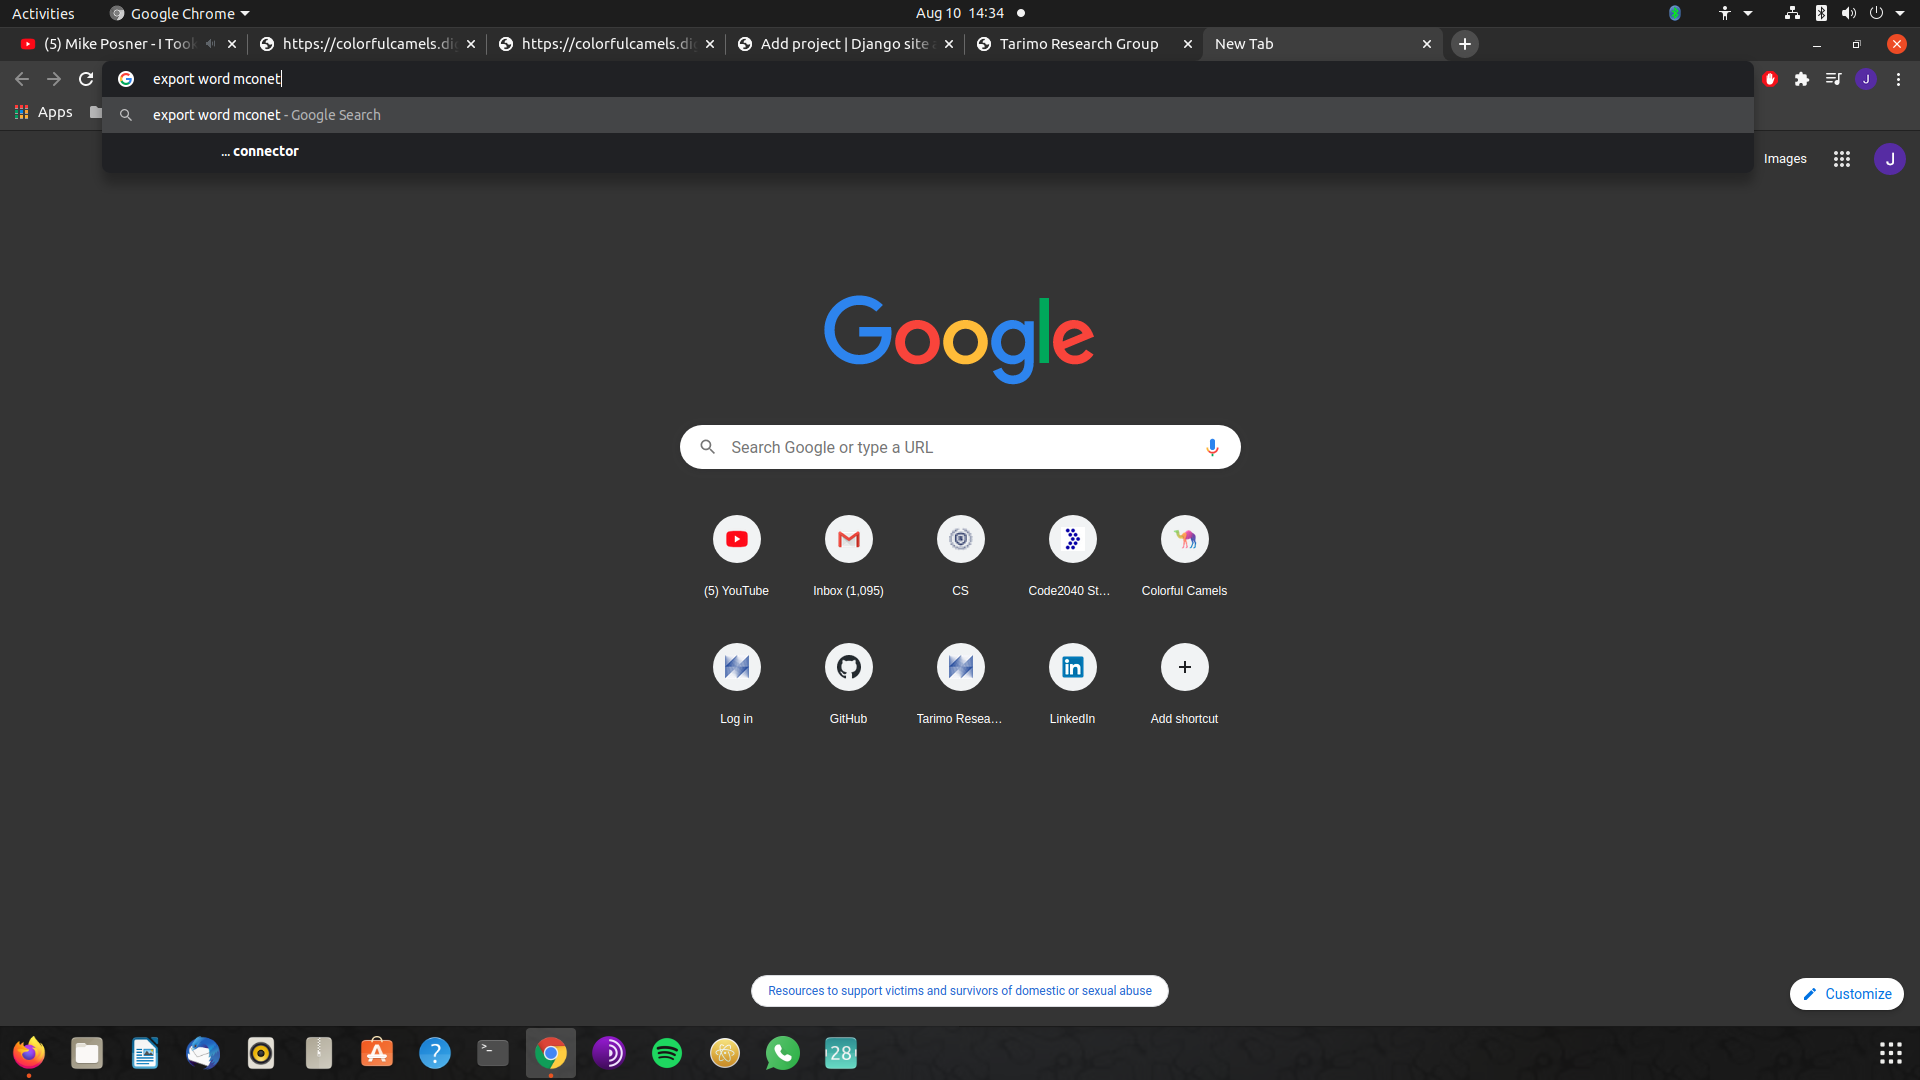 Activities
Google Chrome
Aug 10 14:34
(5) Mike Posner - I Took
https://colorfulcamels.di
https://colorfulcamels.di
Add project | Django site
Tarimo Research Group
New Tab
export word mconet
J
export word mconet - Google Search
... connector
Apps
Images
J
Google
Search Google or type a URL
(5) YouTube
Inbox (1,095)
CS
Code2040 St...
Colorful Camels
Log in
GitHub
Tarimo Resea...
LinkedIn
Add shortcut
Resources to support victims and survivors of domestic or sexual abuse
Customize
28